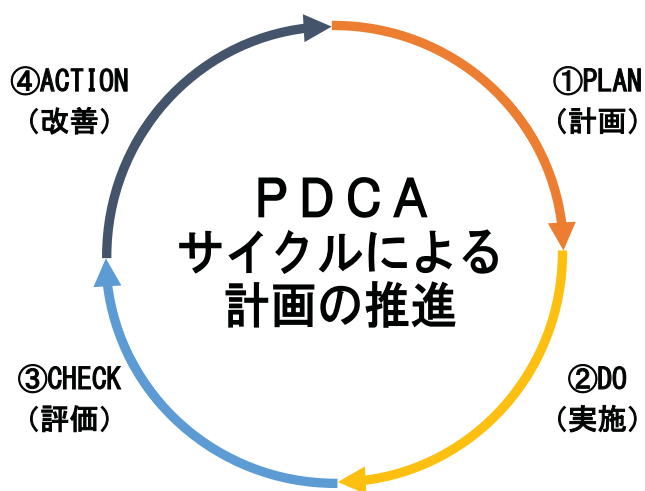 ④ACTION
（改善）
①PLAN
（計画）
ＰＤＣＡ
サイクルによる
計画の推進
③CHECK
（評価）
②DO
（実施）